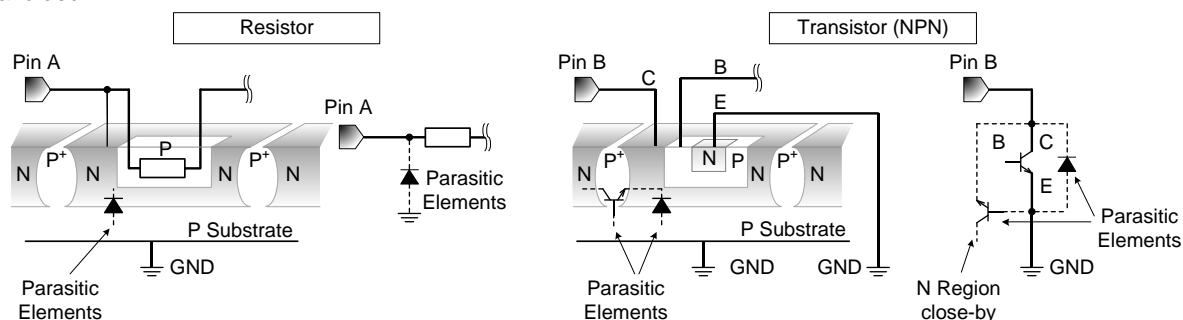 Resistor
Transistor (NPN)
Pin A
Pin B
C
B
E
Pin B
Pin A
N
P+
N
P
N
P+
N
Parasitic
Elements
N
P+
N
N
P
P+
N
B
C
E
P Substrate
GND
Parasitic
Elements
P Substrate
GND
GND
Parasitic
Elements
Parasitic
Elements
GND
N Region
close-by